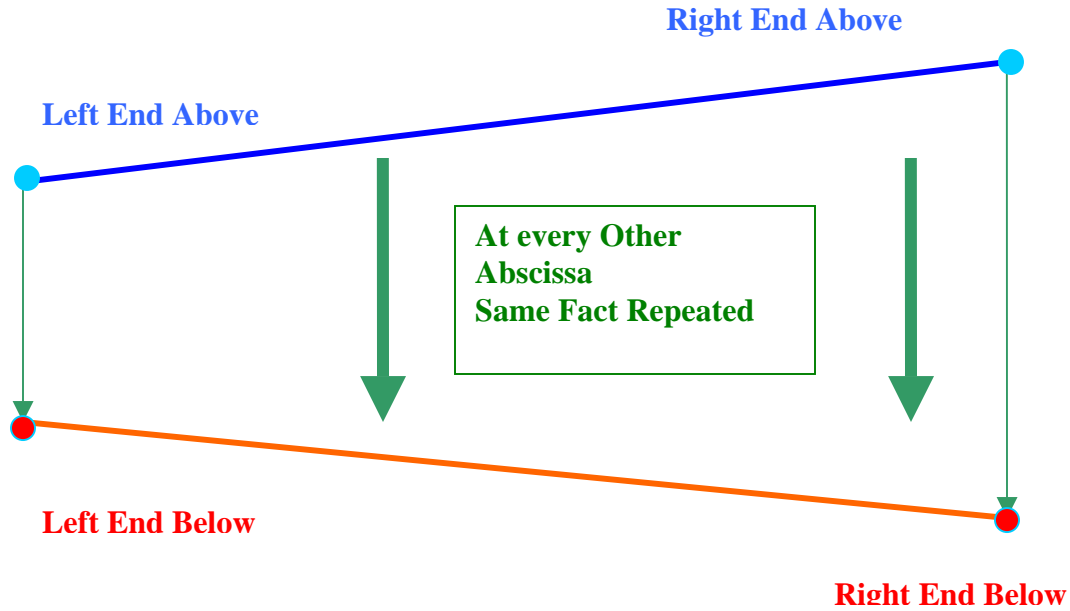 Right End Above
Left End Above
At every Other
Abscissa
Same Fact Repeated
Left End Below
Right End Below